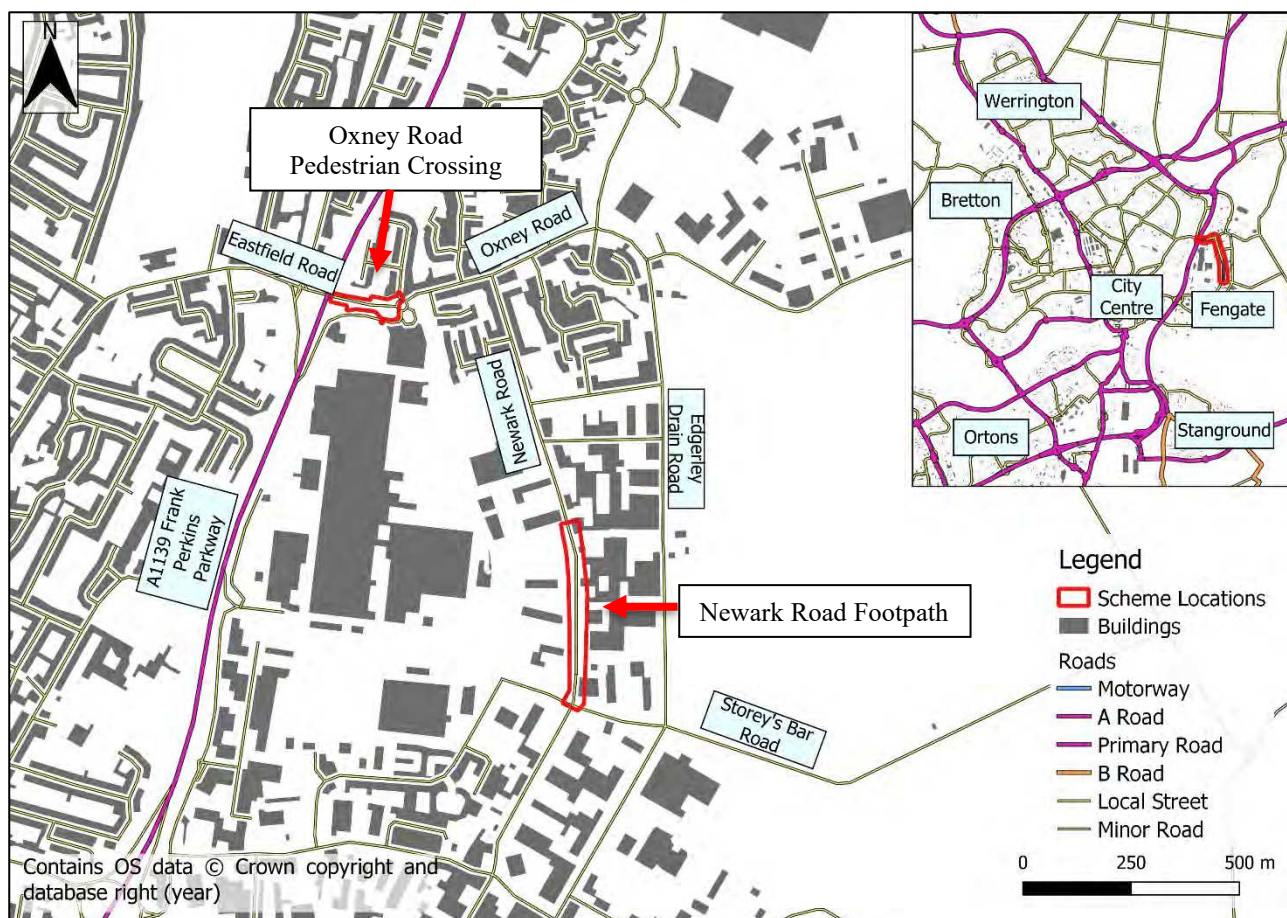 N
Oxney Road
Pedestrian Crossing
Eastfield Road
Oxney Road
Newark Road
Edgerley
Drain Road
A1139 Frank
Perkins
Parkway
Newark Road Footpath
Storey's Bar
Road
Contains OS data © Crown copyright and
database right (year)
Werrington
Bretton
City
Centre
Fengate
Ortons
Stanground
Legend
Scheme Locations
Buildings
Roads
Motorway
A Road
Primary Road
B Road
Local Street
Minor Road
0 250 500 m